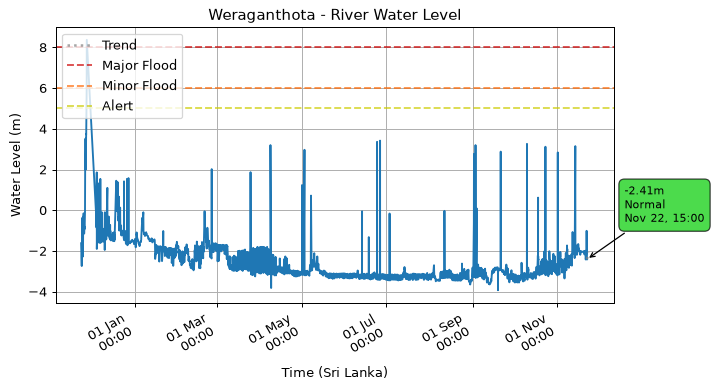 Weraganthota - River Water Level
Trend
Major Flood
Minor Flood
Alert
8
6
4
2
0
−2
−4
Water Level (m)
-2.41m
Normal
Nov 22, 15:00
01 Jan
00:00
01 Mar
00:00
01 May
00:00
01 Jul
00:00
01 Sep
00:00
01 Nov
00:00
Time (Sri Lanka)